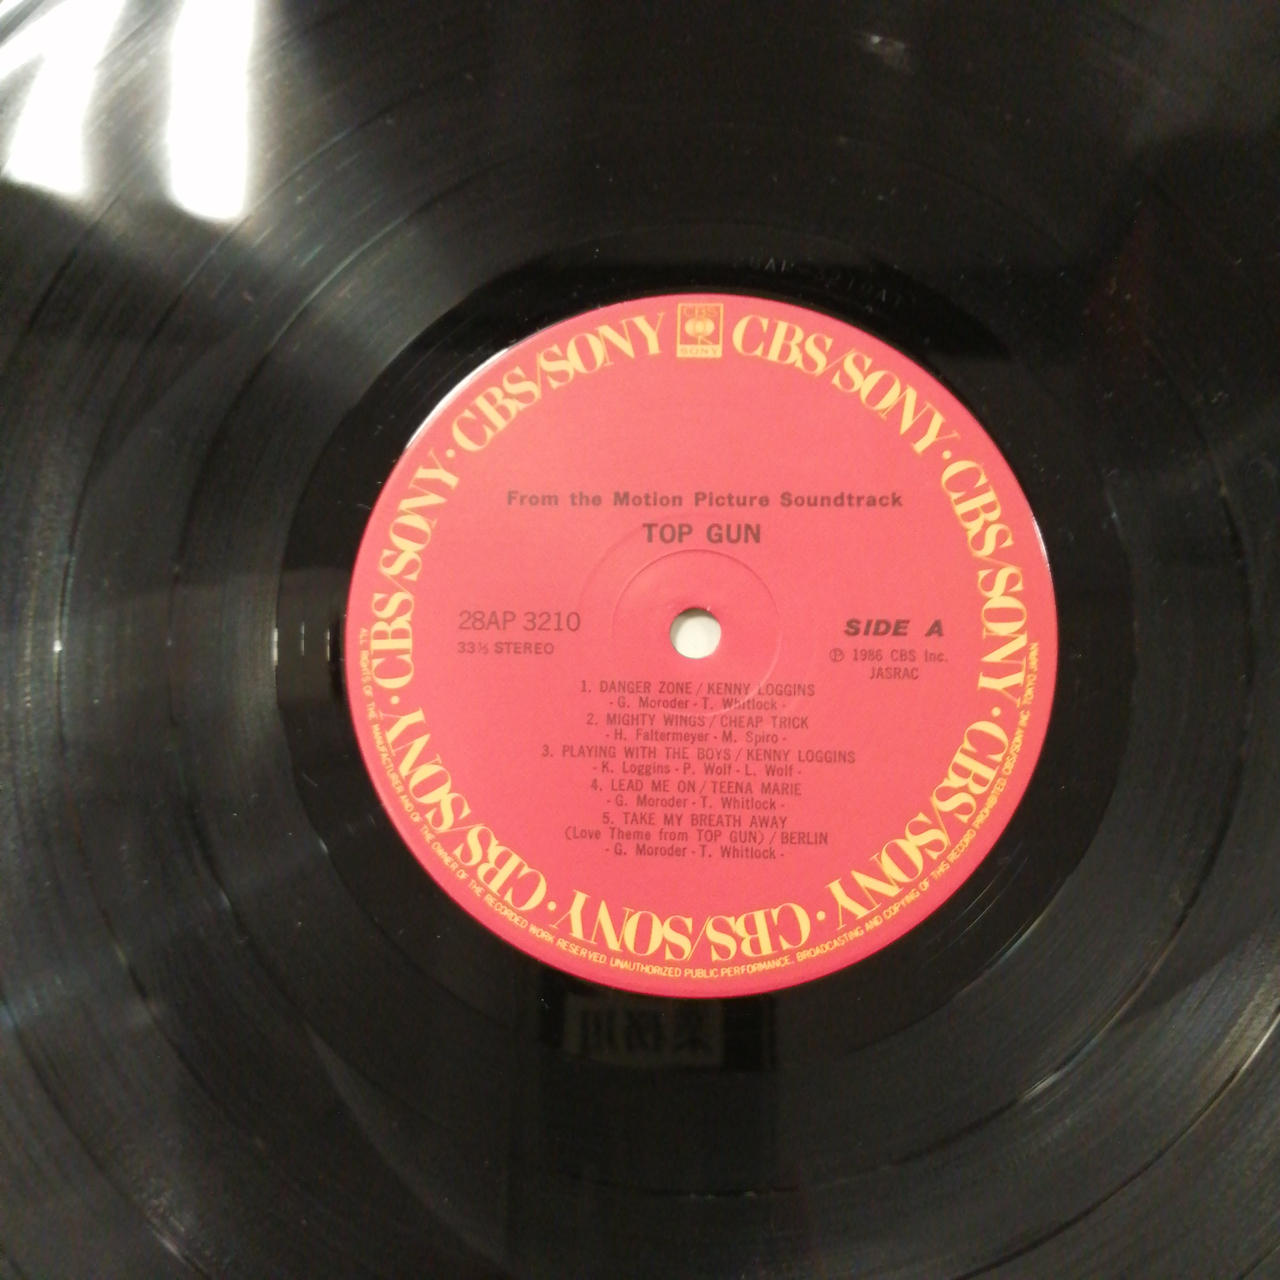 CBS
SONY
CBS/SONY · CBS/SONY · CBS/SONY · CBS/SONY · CBS/SONY · CBS/SONY · CBS/SONY · CBS/SONY
From the Motion Picture Soundtrack
TOP GUN
28AP 3210
33⅓ STEREO
SIDE A
Ⓟ 1986 CBS Inc.
JASRAC
1. DANGER ZONE / KENNY LOGGINS
- G. Moroder - T. Whitlock -
2. MIGHTY WINGS / CHEAP TRICK
- H. Faltermeyer - M. Spiro -
3. PLAYING WITH THE BOYS / KENNY LOGGINS
- K. Loggins - P. Wolf - L. Wolf -
4. LEAD ME ON / TEENA MARIE
- G. Moroder - T. Whitlock -
5. TAKE MY BREATH AWAY
(Love Theme from TOP GUN) / BERLIN
- G. Moroder - T. Whitlock -
ALL RIGHTS OF THE MANUFACTURER AND OF THE OWNER OF THE RECORDED WORK RESERVED. UNAUTHORIZED PUBLIC PERFORMANCE, BROADCASTING AND COPYING OF THIS RECORD PROHIBITED. CBS/SONY INC. TOKYO JAPAN